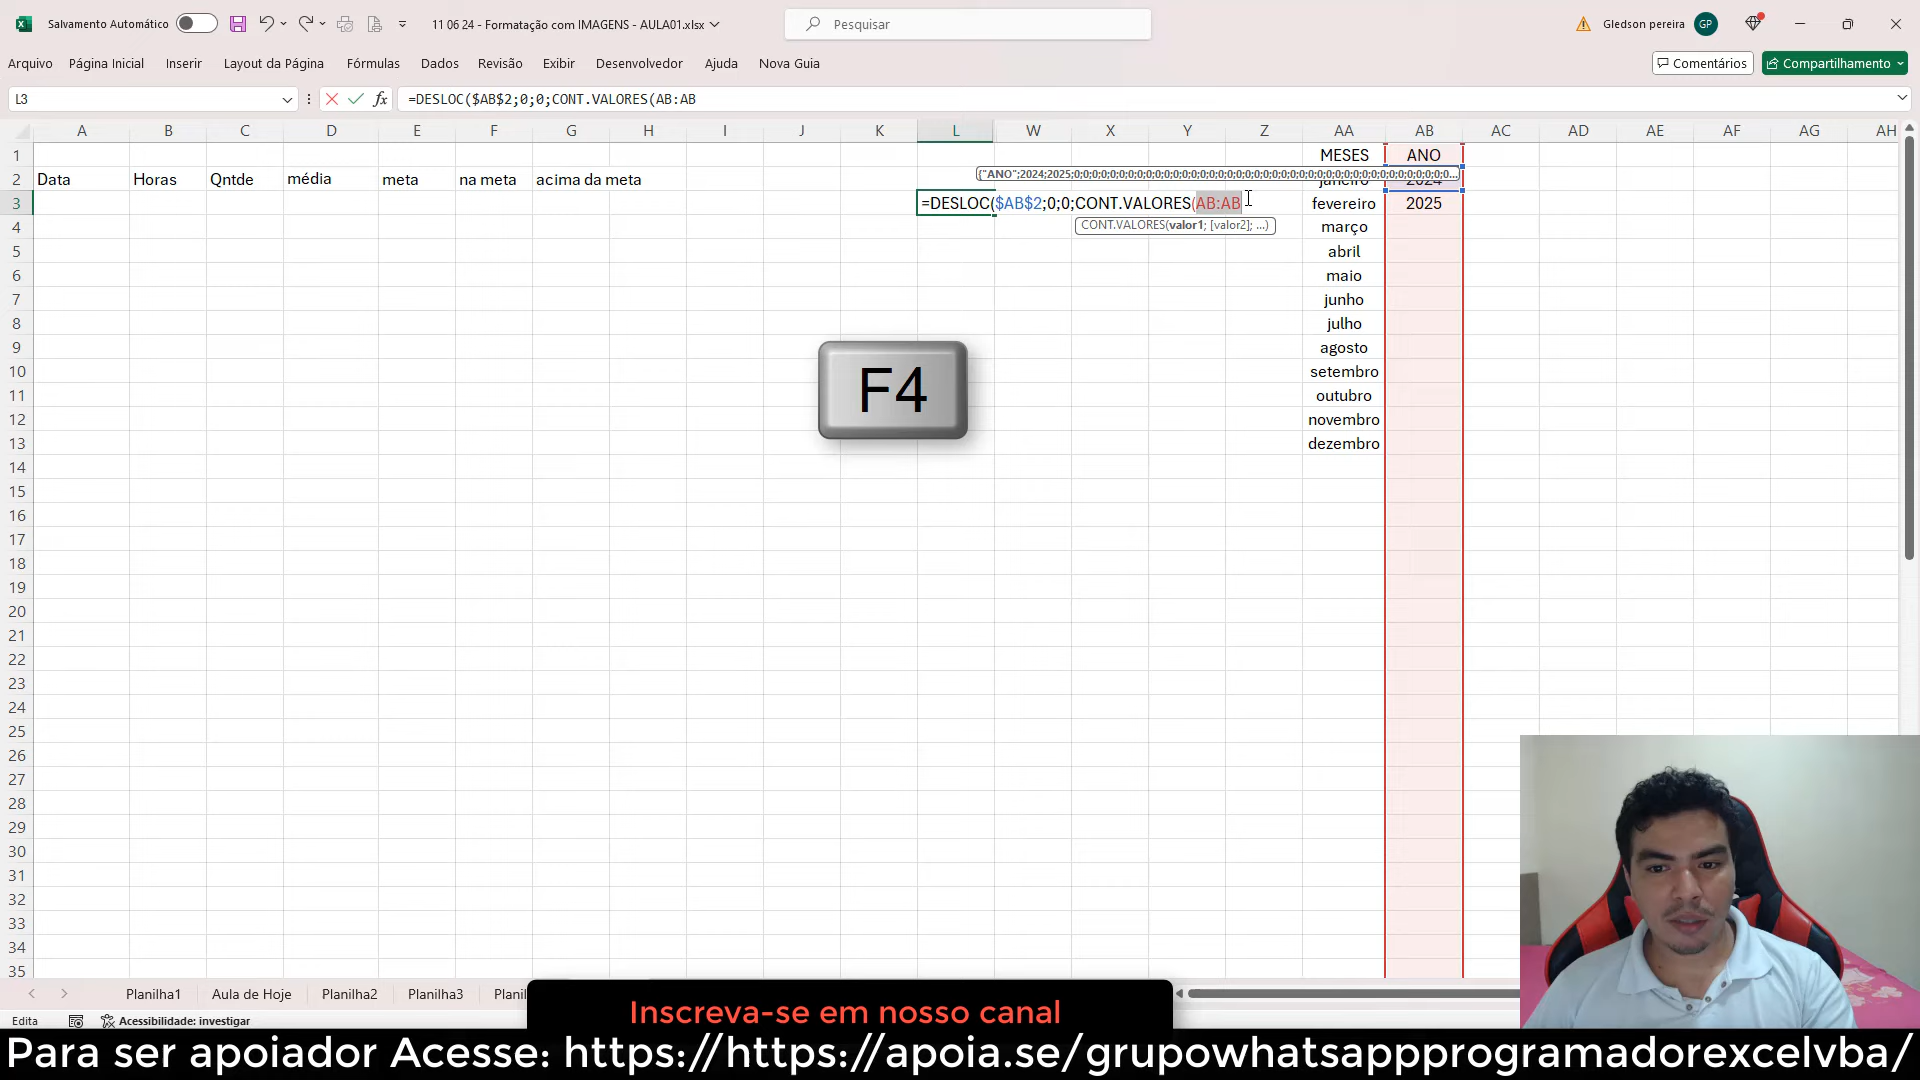 Salvamento Automático
11 06 24 - Formatação com IMAGENS - AULA01.xlsx
Pesquisar
Gledson pereira
GP
Arquivo
Página Inicial
Inserir
Layout da Página
Fórmulas
Dados
Revisão
Exibir
Desenvolvedor
Ajuda
Nova Guia
Comentários
Compartilhamento
L3
fx
=DESLOC($AB$2;0;0;CONT.VALORES(AB:AB
A B C D E F G H I J K L W X Y Z AA AB AC AD AE AF AG AH
1 MESES ANO
2 Data Horas Qntde média meta na meta acima da meta janeiro 2024
3 =DESLOC($AB$2;0;0;CONT.VALORES(AB:AB fevereiro 2025
CONT.VALORES(valor1; [valor2]; ...)
4 março
5 abril
6 maio
7 junho
8 julho
9 agosto
10 setembro
11 outubro
12 novembro
13 dezembro
14
15
16
17
18
19
20
21
22
23
24
25
26
27
28
29
30
31
32
33
34
35
F4
Planilha1
Aula de Hoje
Planilha2
Planilha3
Edita
Acessibilidade: investigar
Inscreva-se em nosso canal
Para ser apoiador Acesse: https://https://apoia.se/grupowhatsappprogramadorexcelvba/